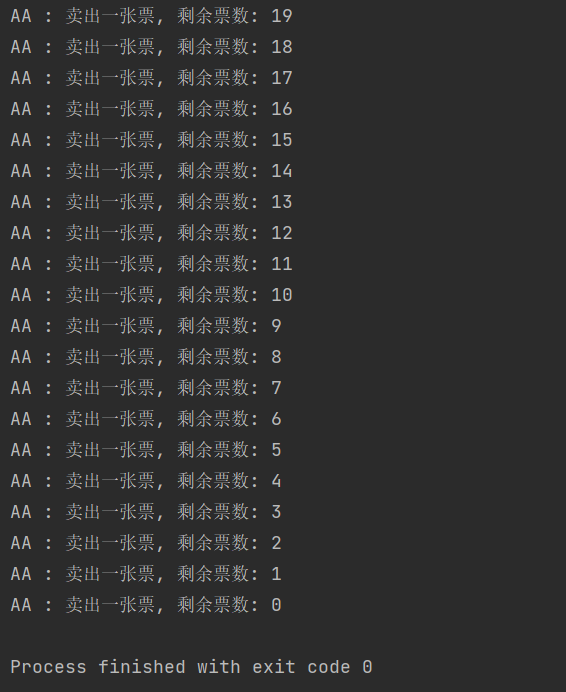 AA : 卖出一张票, 剩余票数: 19
AA : 卖出一张票, 剩余票数: 18
AA : 卖出一张票, 剩余票数: 17
AA : 卖出一张票, 剩余票数: 16
AA : 卖出一张票, 剩余票数: 15
AA : 卖出一张票, 剩余票数: 14
AA : 卖出一张票, 剩余票数: 13
AA : 卖出一张票, 剩余票数: 12
AA : 卖出一张票, 剩余票数: 11
AA : 卖出一张票, 剩余票数: 10
AA : 卖出一张票, 剩余票数: 9
AA : 卖出一张票, 剩余票数: 8
AA : 卖出一张票, 剩余票数: 7
AA : 卖出一张票, 剩余票数: 6
AA : 卖出一张票, 剩余票数: 5
AA : 卖出一张票, 剩余票数: 4
AA : 卖出一张票, 剩余票数: 3
AA : 卖出一张票, 剩余票数: 2
AA : 卖出一张票, 剩余票数: 1
AA : 卖出一张票, 剩余票数: 0
Process finished with exit code 0